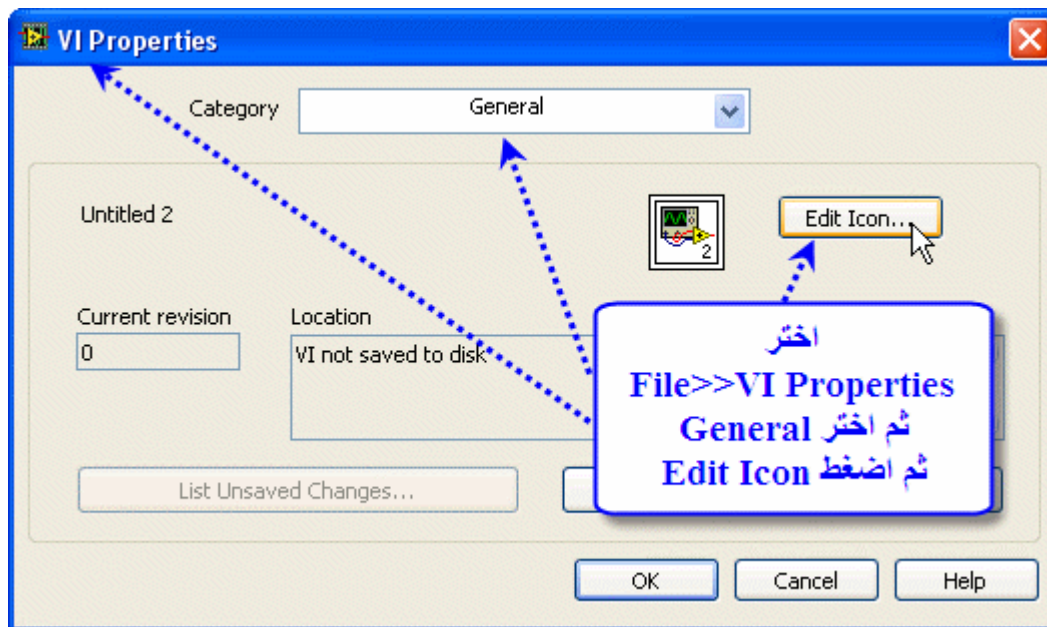 VI Properties
Category
General
Untitled 2
2
Edit Icon...
Current revision
Location
0
VI not saved to disk
اختر
File>>VI Properties
ثم اختر General
ثم اضغط Edit Icon
List Unsaved Changes...
OK
Cancel
Help